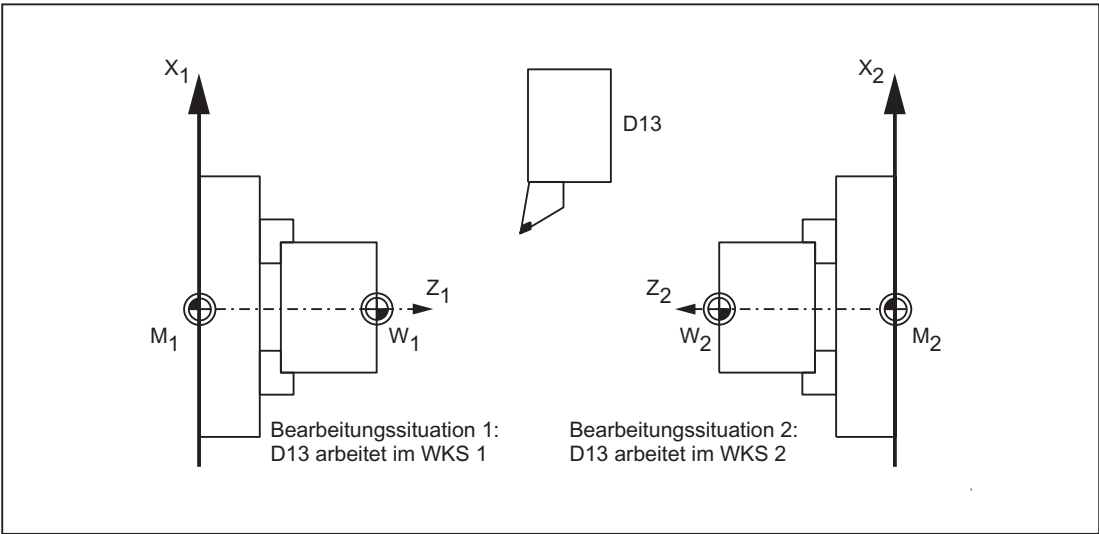 X1
X2
D13
Z1
Z2
M1
W1
W2
M2
Bearbeitungssituation 1:
D13 arbeitet im WKS 1
Bearbeitungssituation 2:
D13 arbeitet im WKS 2